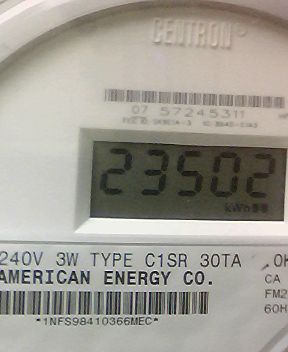 CENTRON®
07 57245311
23502
kWh
240V 3W TYPE C1SR 30TA
AMERICAN ENERGY CO.
CA
FM2
60H
*1NFS98410366MEC*